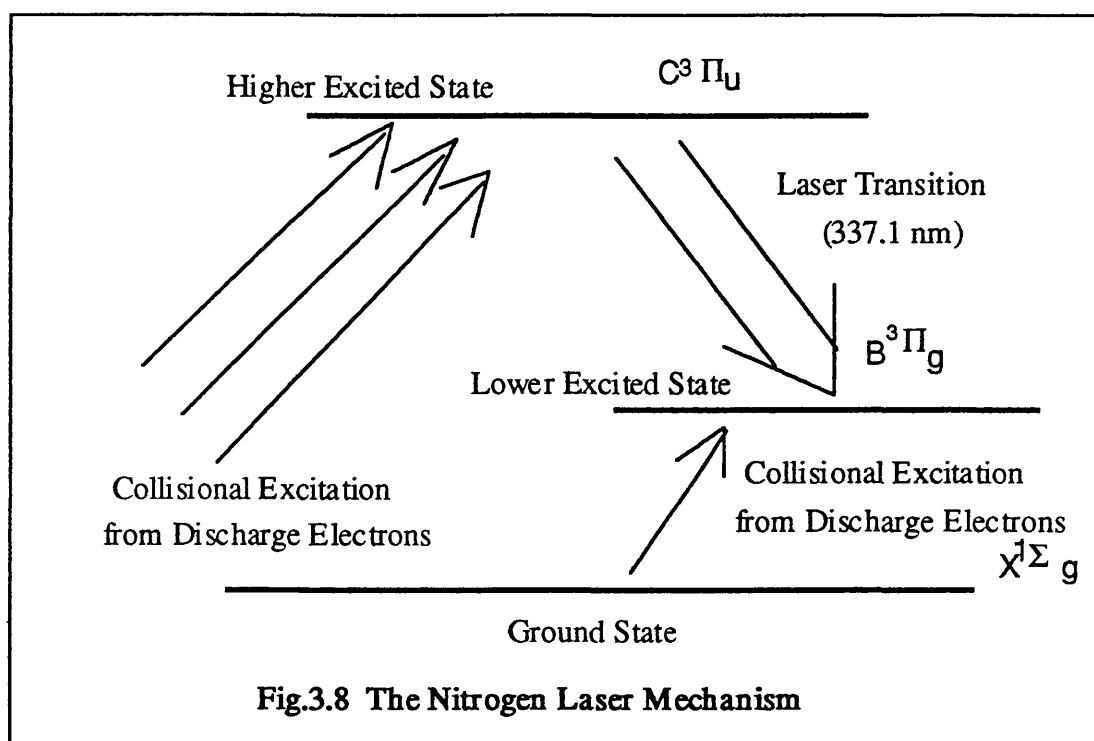 Higher Excited State
C³ Πu
Laser Transition
(337.1 nm)
B³Πg
Lower Excited State
Collisional Excitation
from Discharge Electrons
Collisional Excitation
from Discharge Electrons
X¹Σ g
Ground State
Fig.3.8 The Nitrogen Laser Mechanism